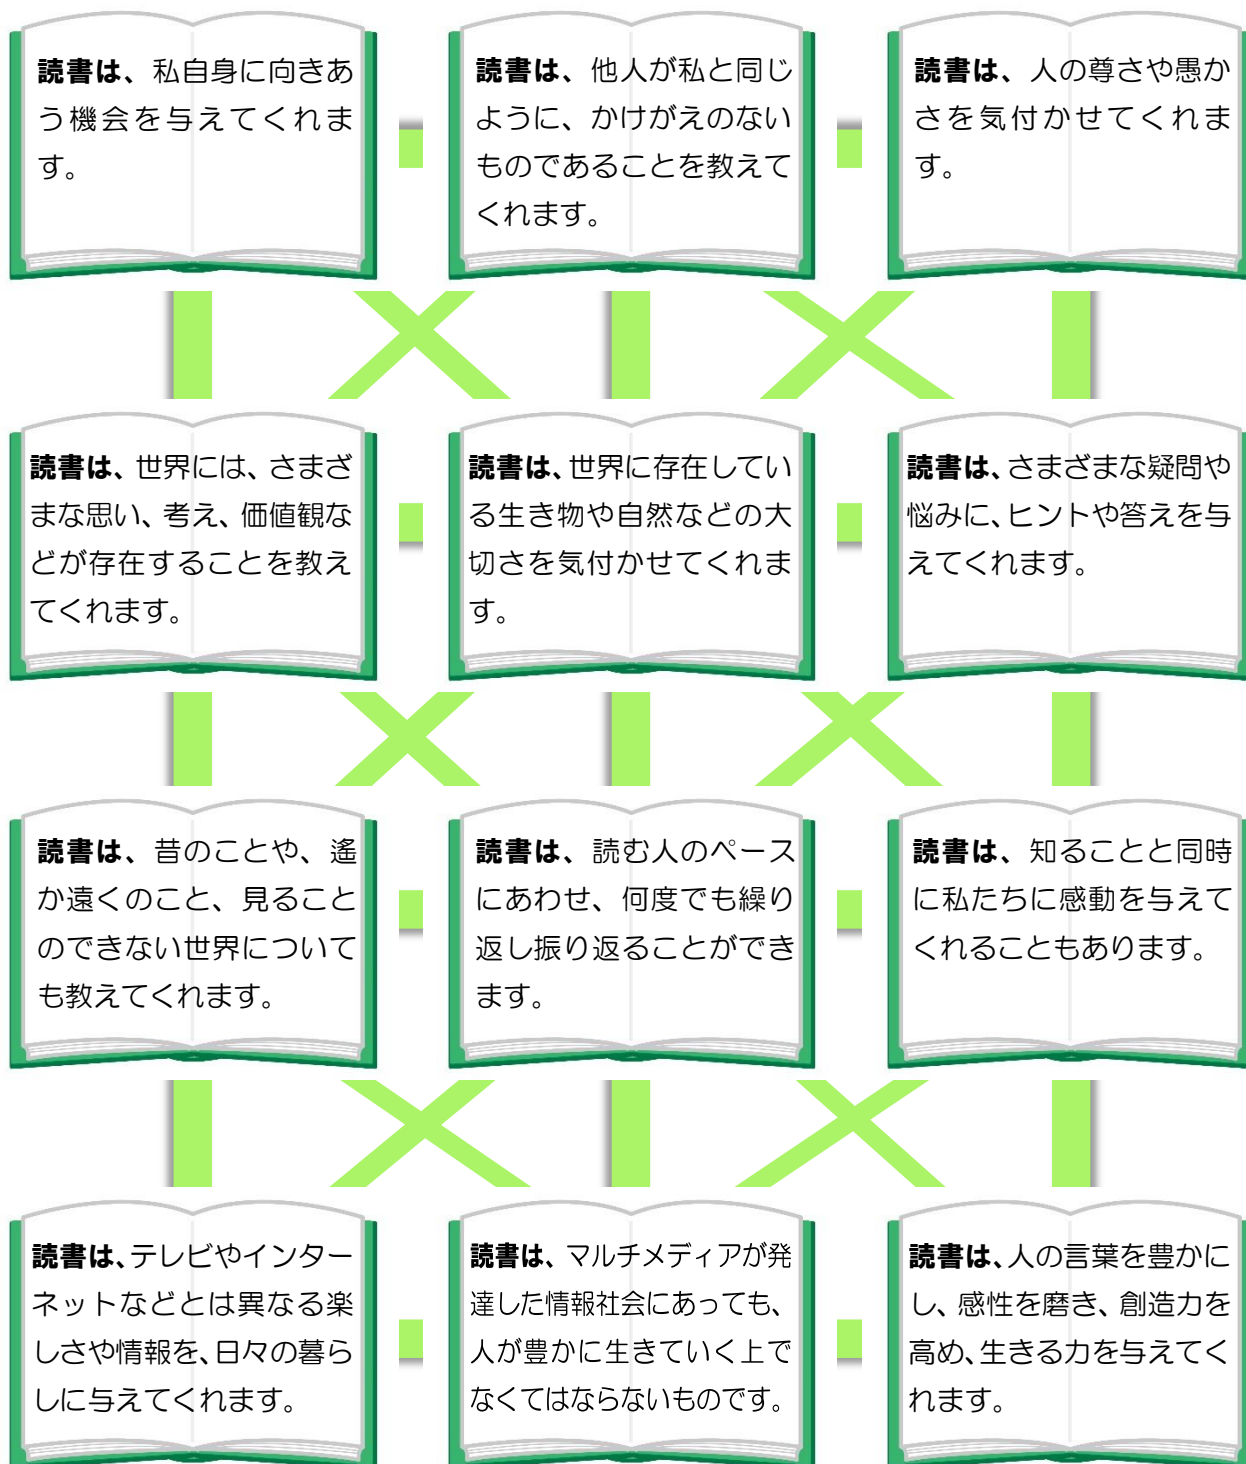 読書は、私自身に向きあ
う機会を与えてくれま
す。
読書は、他人が私と同じ
ように、かけがえのない
ものであることを教えて
くれます。
読書は、人の尊さや愚か
さを気付かせてくれま
す。
読書は、世界には、さまざ
まな思い、考え、価値観な
どが存在することを教え
てくれます。
読書は、世界に存在してい
る生き物や自然などの大
切さを気付かせてくれま
す。
読書は、さまざまな疑問や
悩みに、ヒントや答えを与
えてくれます。
読書は、昔のことや、遙
か遠くのこと、見ること
のできない世界について
も教えてくれます。
読書は、読む人のペース
にあわせ、何度でも繰り
返し振り返ることができ
ます。
読書は、知ることと同時
に私たちに感動を与えて
くれることもあります。
読書は、テレビやインター
ネットなどとは異なる楽
しさや情報を、日々の暮ら
しに与えてくれます。
読書は、マルチメディアが発
達した情報社会にあっても、
人が豊かに生きていく上で
なくてはならないものです。
読書は、人の言葉を豊かに
し、感性を磨き、創造力を
高め、生きる力を与えてく
れます。